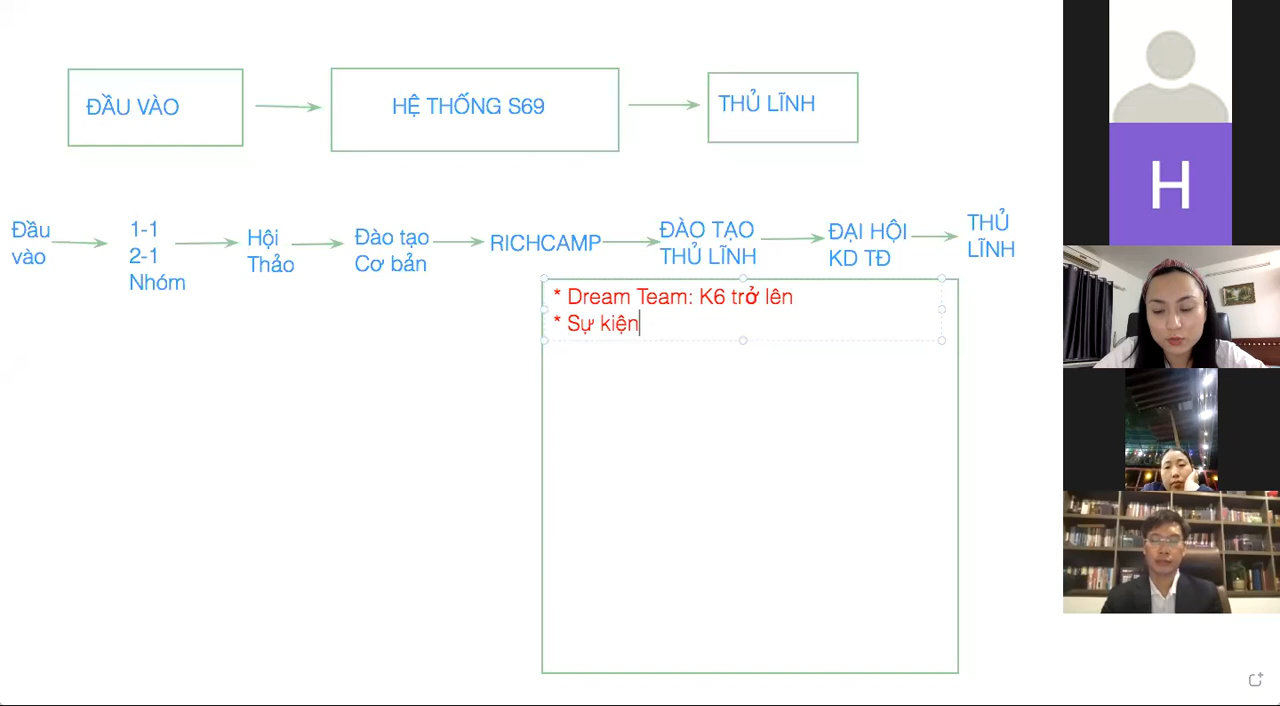 ĐẦU VÀO
HỆ THỐNG S69
THỦ LĨNH
Đầu
vào
1-1
2-1
Nhóm
Hội
Thảo
Đào tạo
Cơ bản
RICHCAMP
ĐÀO TẠO
THỦ LĨNH
ĐẠI HỘI
KD TĐ
THỦ
LĨNH
* Dream Team: K6 trở lên
* Sự kiện
H